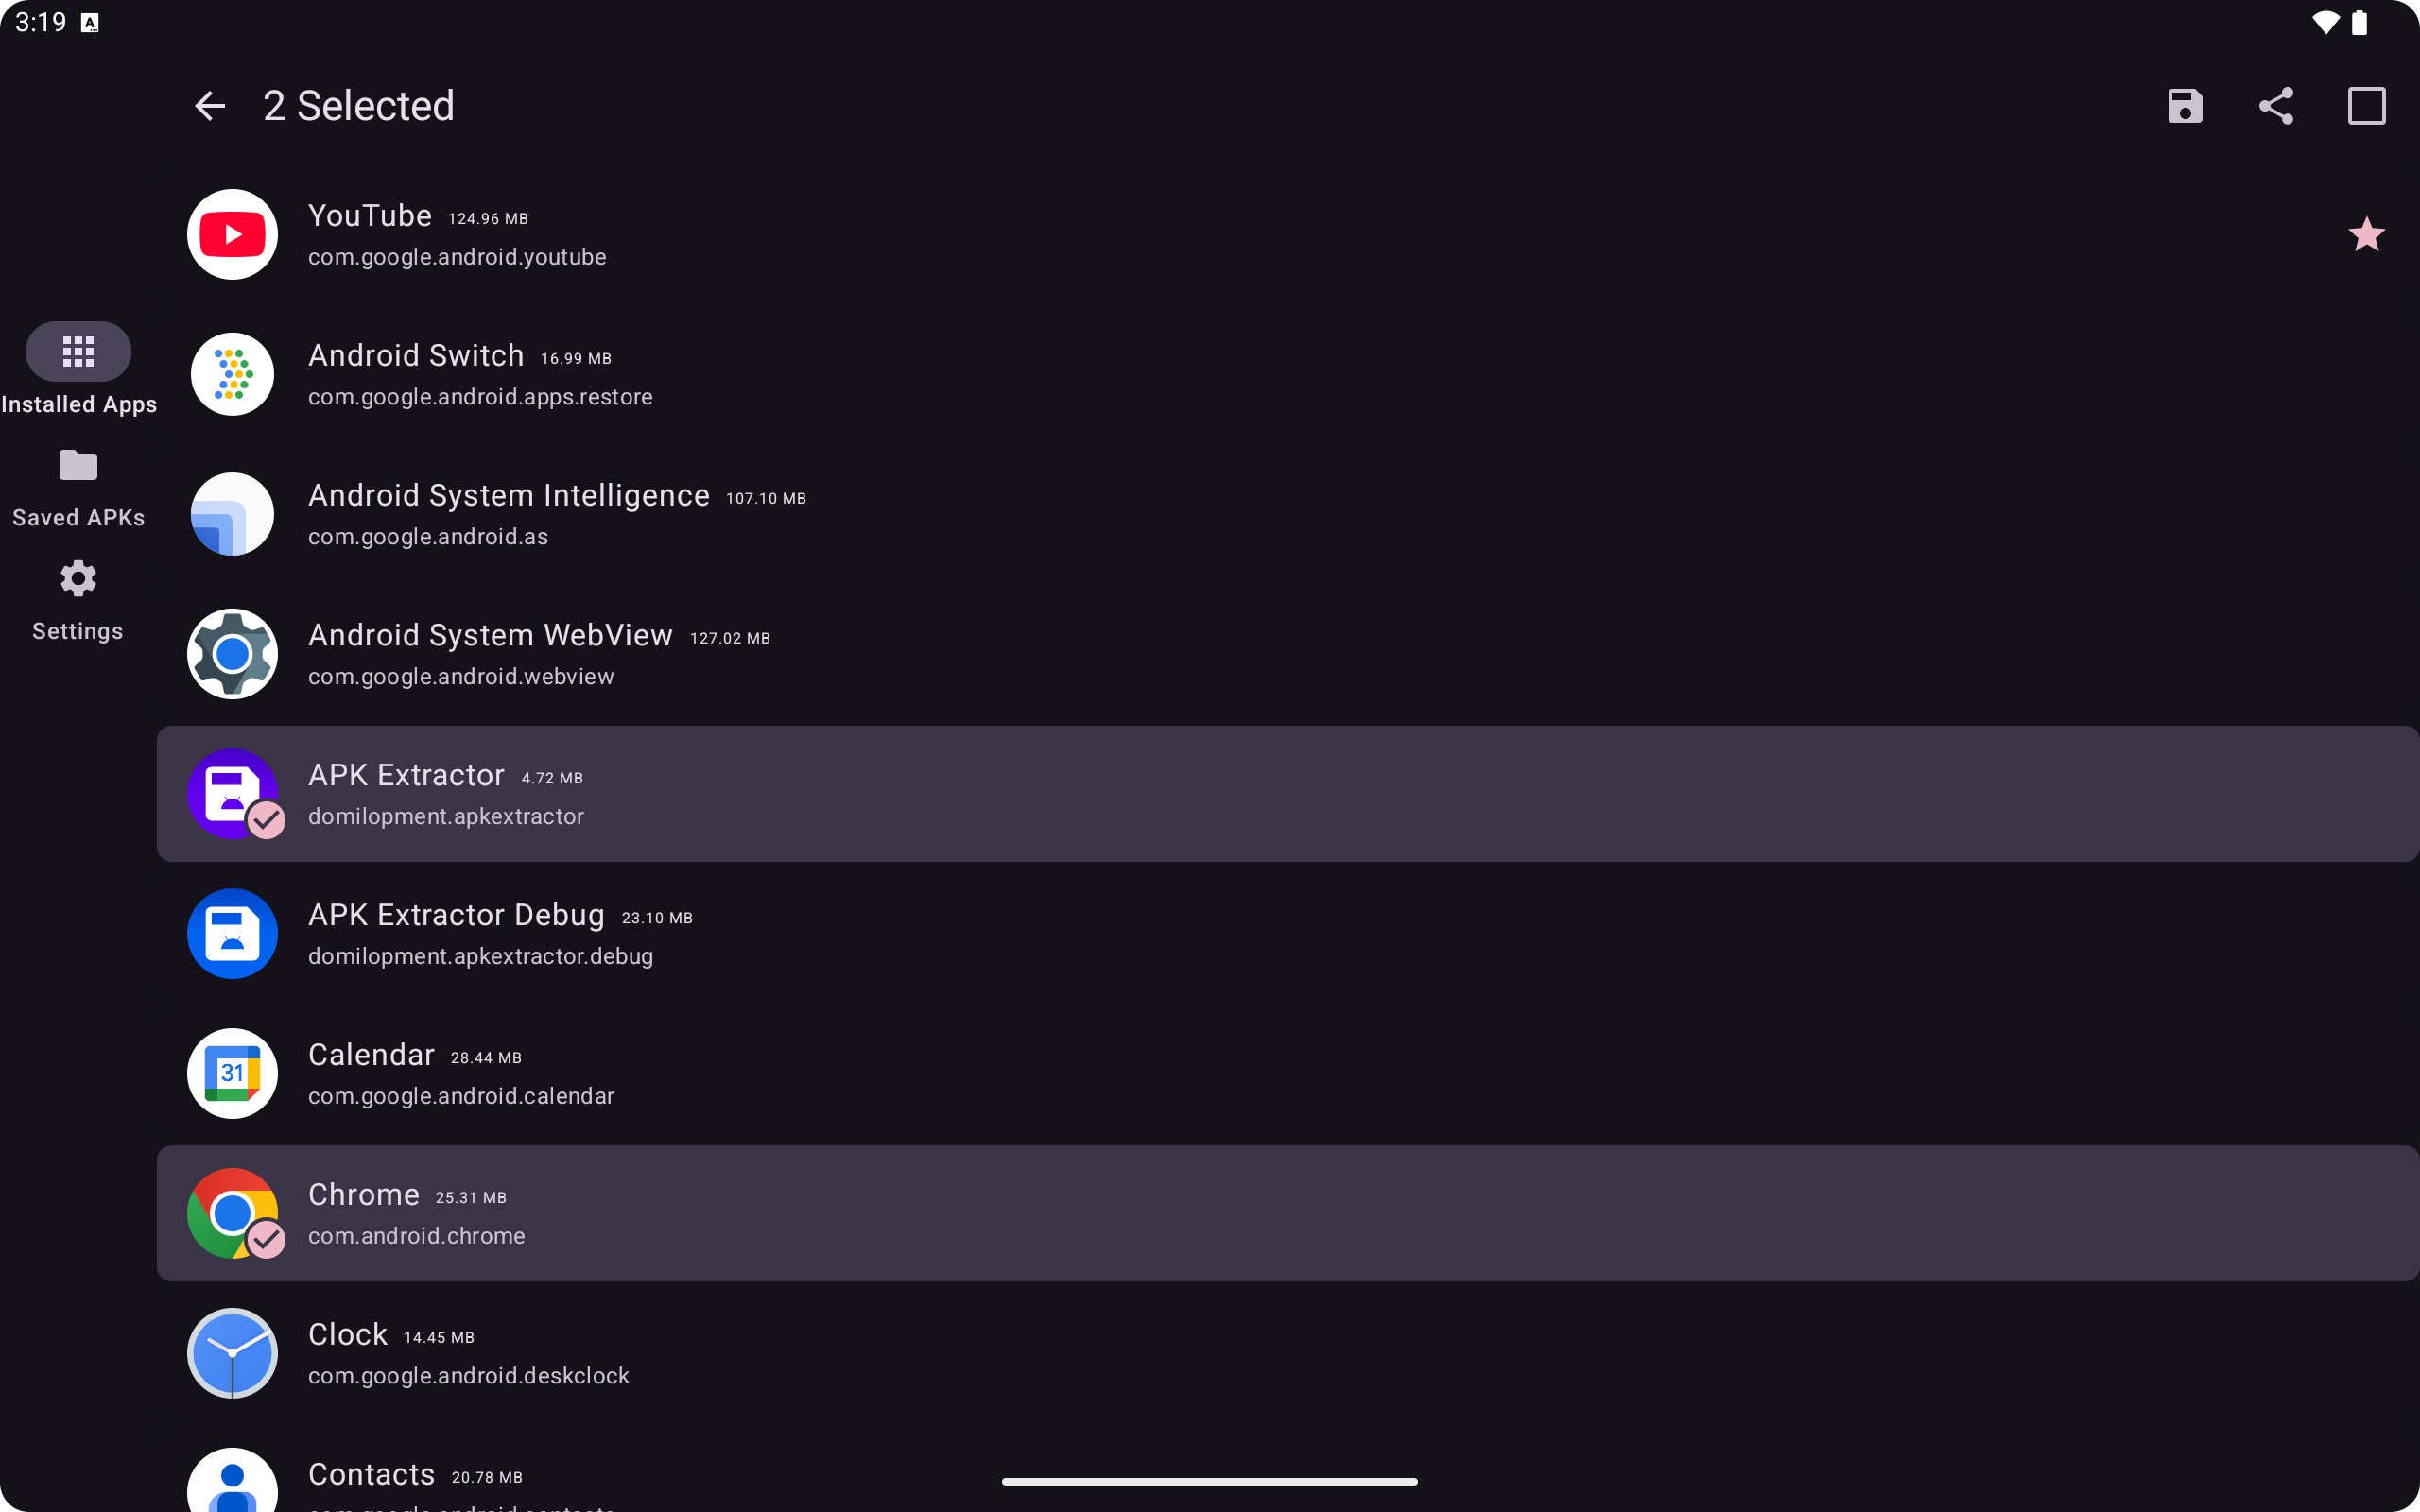 3:19
2 Selected
YouTube 124.96 MB
com.google.android.youtube
Android Switch 16.99 MB
com.google.android.apps.restore
Installed Apps
Android System Intelligence 107.10 MB
com.google.android.as
Saved APKs
Settings
Android System WebView 127.02 MB
com.google.android.webview
APK Extractor 4.72 MB
domilopment.apkextractor
APK Extractor Debug 23.10 MB
domilopment.apkextractor.debug
31
Calendar 28.44 MB
com.google.android.calendar
Chrome 25.31 MB
com.android.chrome
Clock 14.45 MB
com.google.android.deskclock
Contacts 20.78 MB